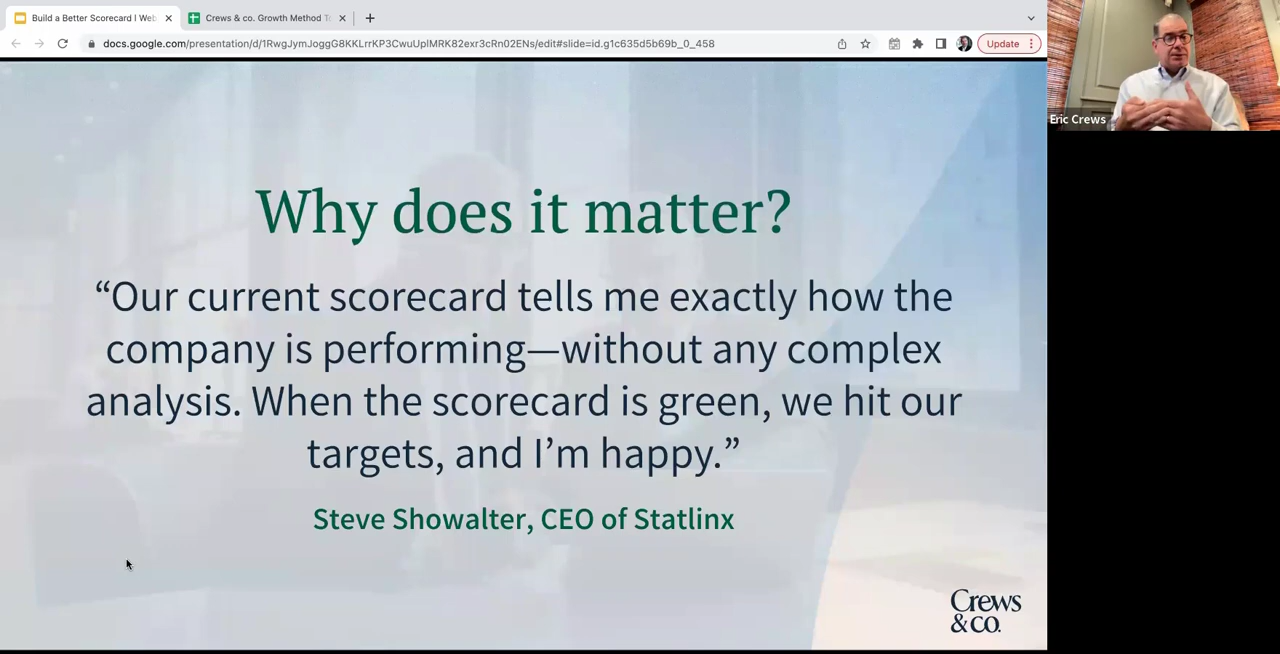 Build a Better Scorecard I Web
Crews & co. Growth Method T
docs.google.com/presentation/d/1RwgJymJoggG8KKLrrKP3CwuUplMRK82exr3cRn02ENs/edit#slide=id.g1c635d5b69b_0_458
Update
Eric Crews
Why does it matter?
“Our current scorecard tells me exactly how the
company is performing—without any complex
analysis. When the scorecard is green, we hit our
targets, and I’m happy.”
Steve Showalter, CEO of Statlinx
Crews
& co.